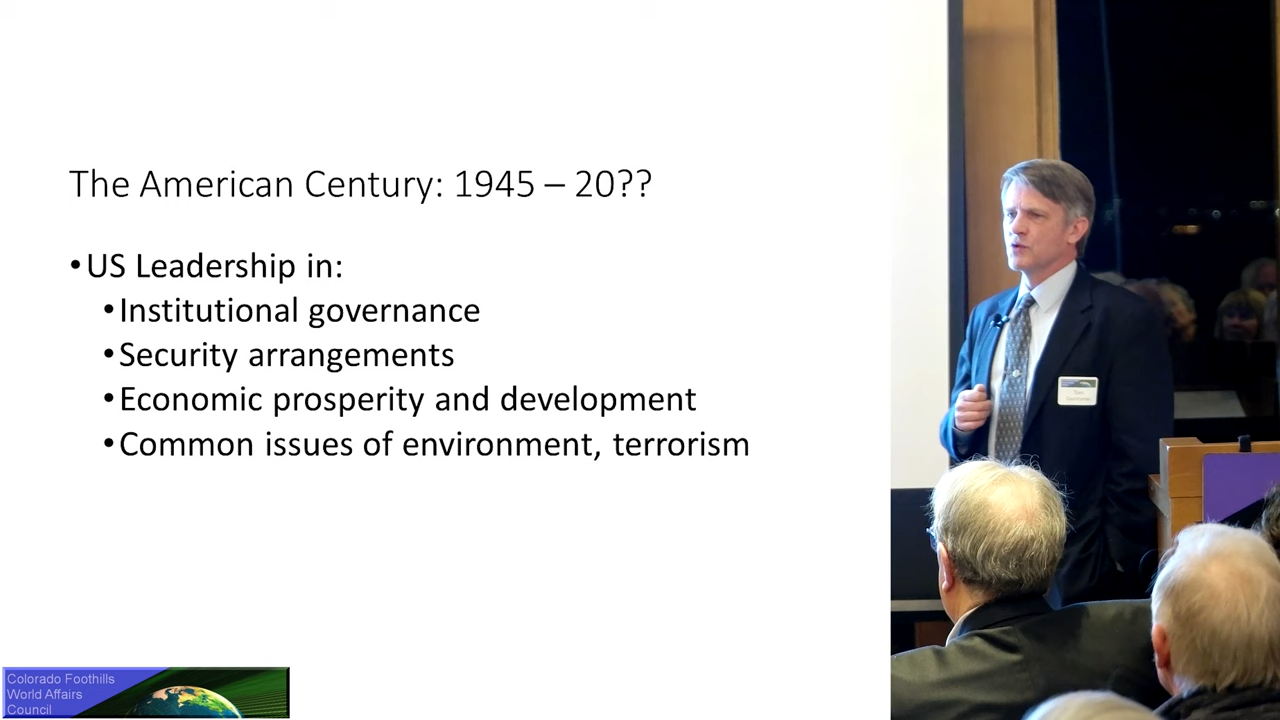 The American Century: 1945 – 20??
•US Leadership in:
•Institutional governance
•Security arrangements
•Economic prosperity and development
•Common issues of environment, terrorism
Colorado Foothills
World Affairs
Council